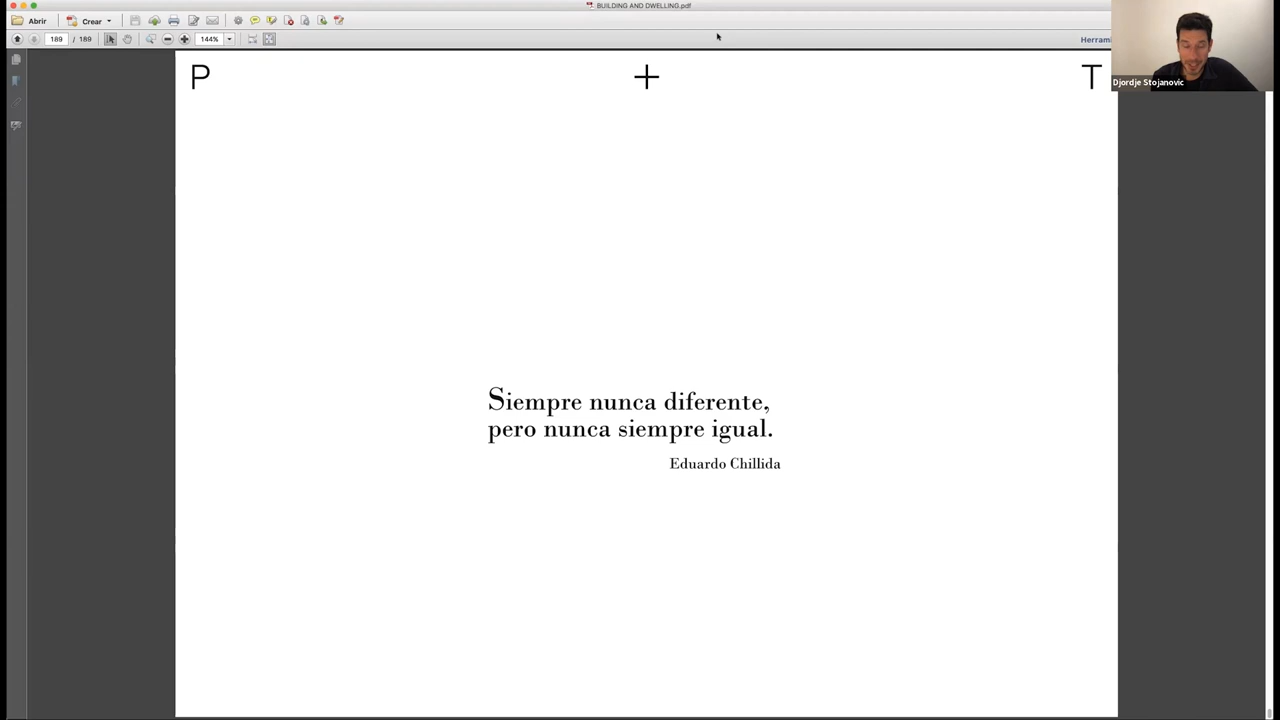 BUILDING AND DWELLING.pdf
Abrir Crear
189 / 189 144% Herrami
P + T
Djordje Stojanovic
Siempre nunca diferente,
pero nunca siempre igual.
Eduardo Chillida